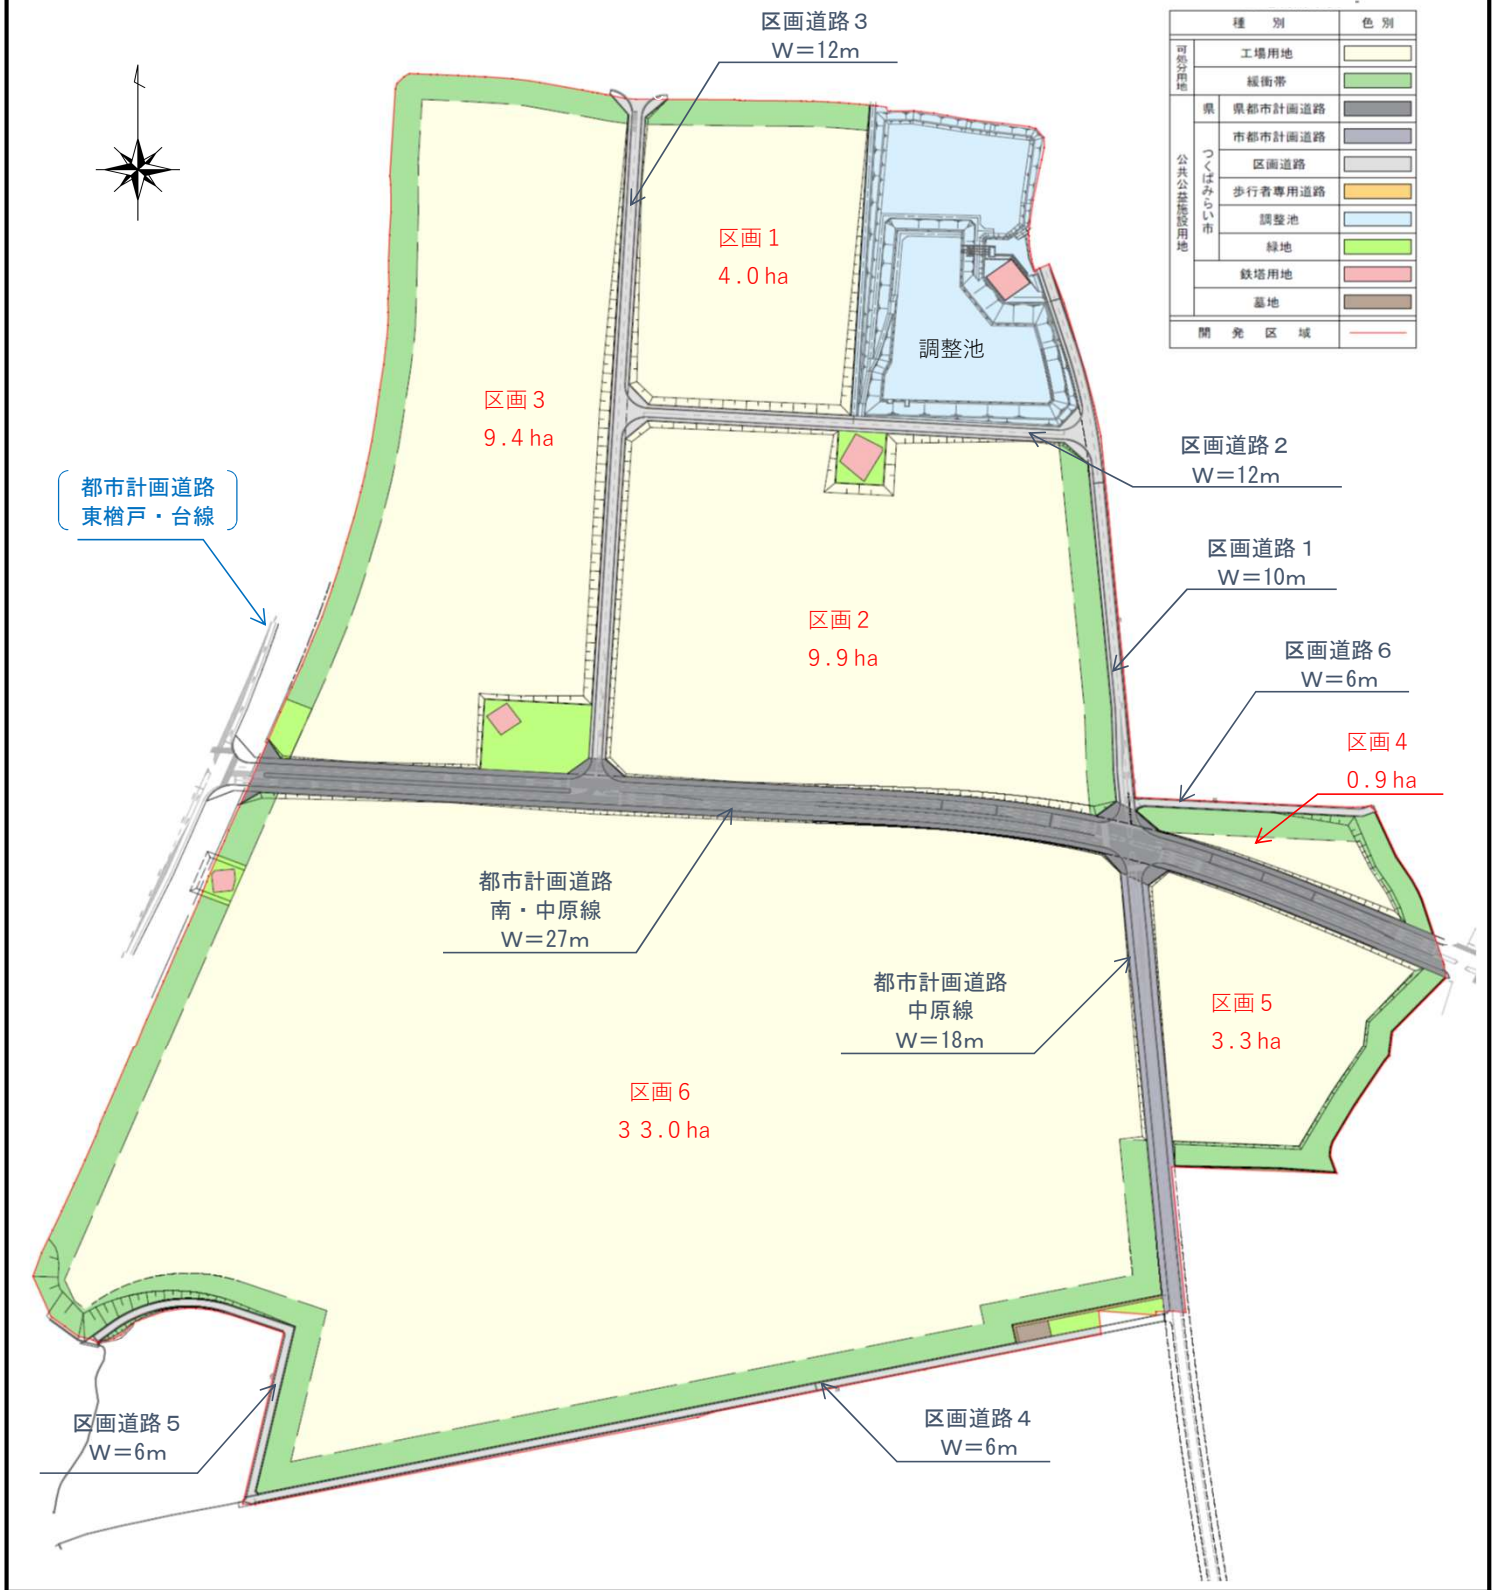 区画道路３
W＝12m
種　別
色 別
可処分用地
工場用地
緩衝帯
公共公益施設用地
県
県都市計画道路
つくばみらい市
市都市計画道路
区画道路
歩行者専用道路
調整池
緑地
鉄塔用地
墓地
開　発　区　域
区画１
4.0ha
調整池
区画３
9.4ha
区画道路２
W＝12m
都市計画道路
東楢戸・台線
区画道路１
W＝10m
区画２
9.9ha
区画道路６
W＝6m
区画４
0.9ha
都市計画道路
南・中原線
W＝27m
都市計画道路
中原線
W＝18m
区画５
3.3ha
区画６
33.0ha
区画道路５
W＝6m
区画道路４
W＝6m